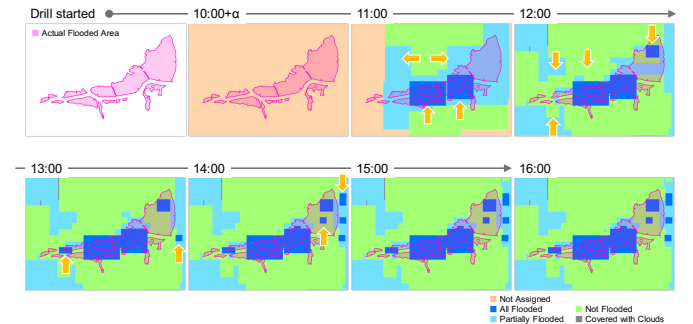 Drill started
10:00+α
11:00
12:00
Actual Flooded Area
13:00
14:00
15:00
16:00
Not Assigned
All Flooded
Not Flooded
Partially Flooded
Covered with Clouds